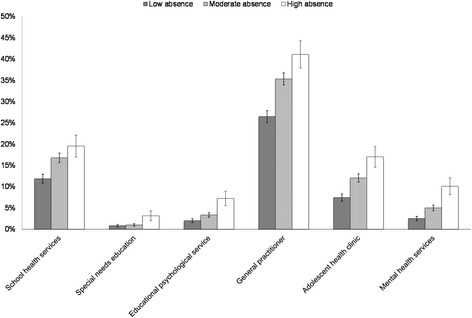 Low absence Moderate absence High absence
50%
45%
40%
35%
30%
25%
20%
15%
10%
5%
0%
School health services
Special needs education
Educational psychological service
General practitioner
Adolescent health clinic
Mental health services